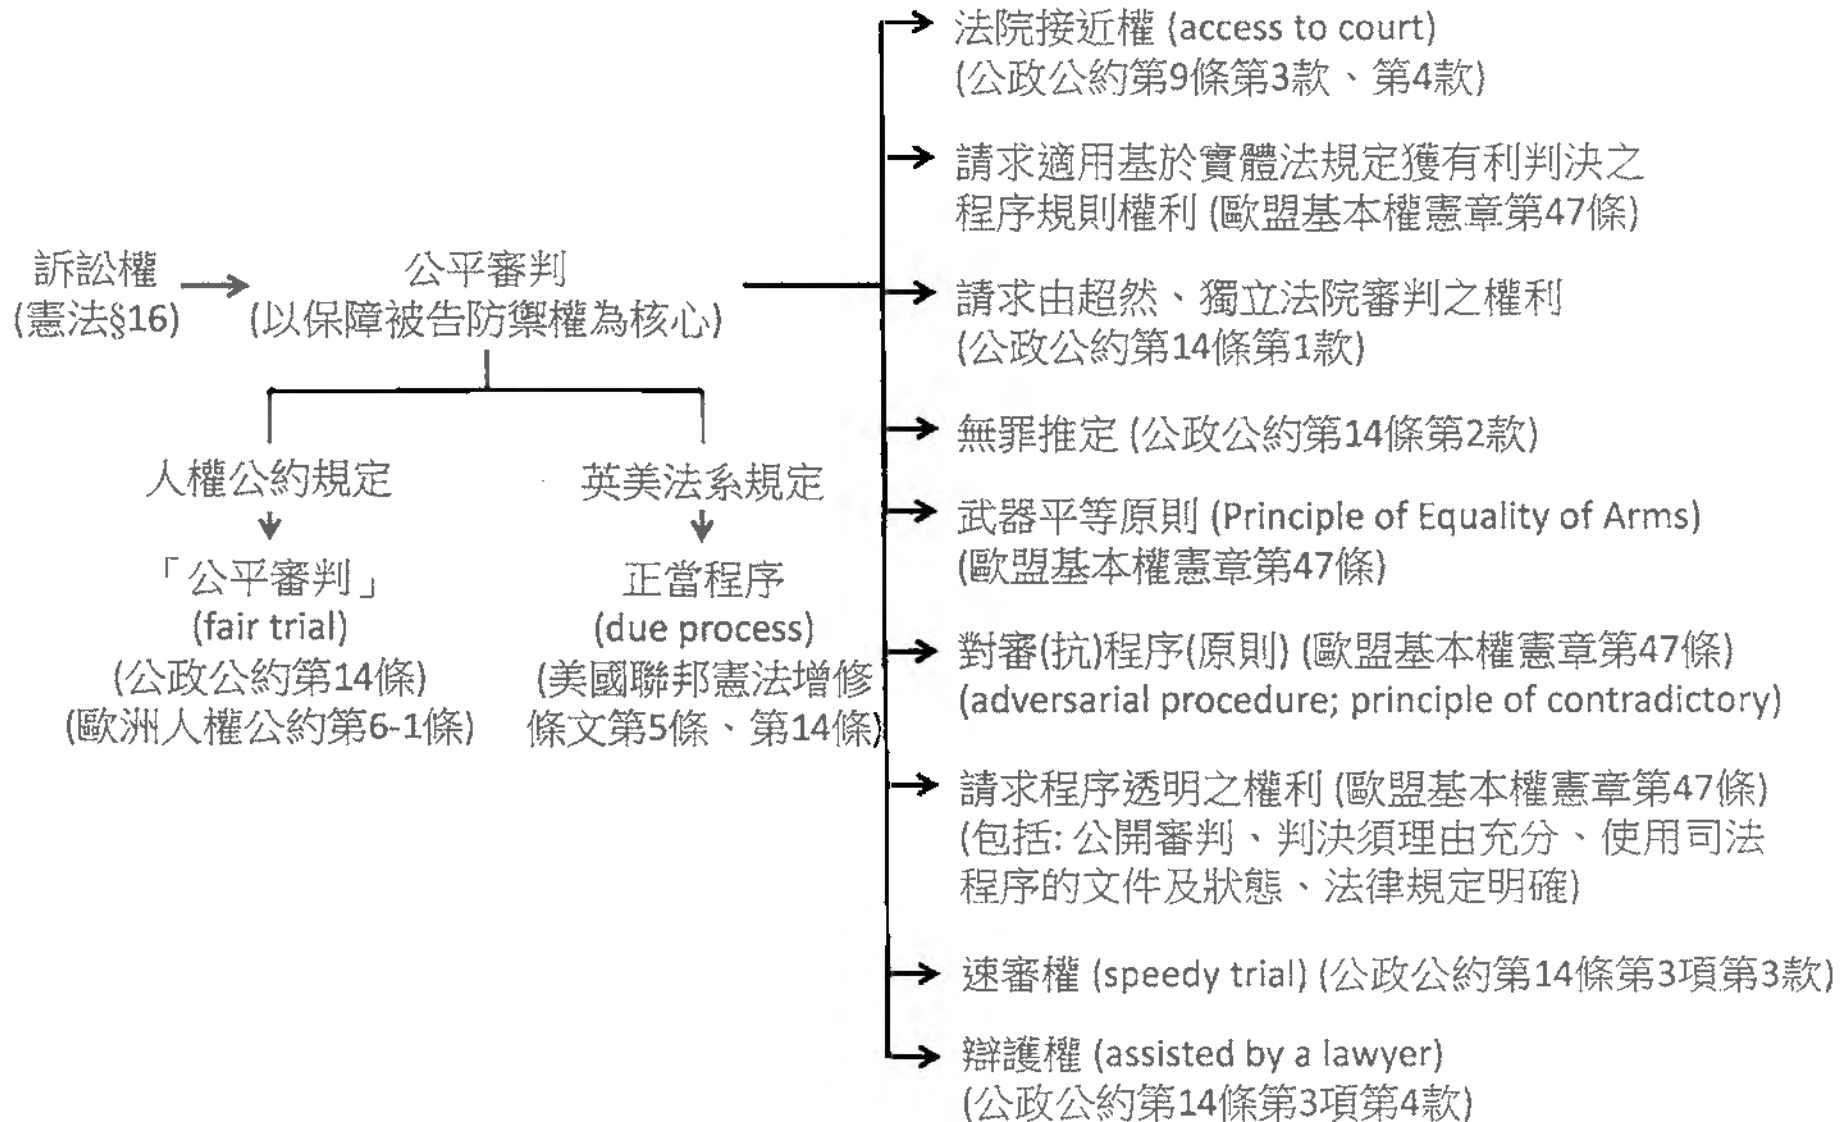 訴訟權
(憲法§16)
公平審判
(以保障被告防禦權為核心)
人權公約規定
「公平審判」
(fair trial)
(公政公約第14條)
(歐洲人權公約第6-1條)
英美法系規定
正當程序
(due process)
(美國聯邦憲法增修
條文第5條、第14條)
法院接近權 (access to court)
(公政公約第9條第3款、第4款)
請求適用基於實體法規定獲有利判決之
程序規則權利 (歐盟基本權憲章第47條)
請求由超然、獨立法院審判之權利
(公政公約第14條第1款)
無罪推定 (公政公約第14條第2款)
武器平等原則 (Principle of Equality of Arms)
(歐盟基本權憲章第47條)
對審(抗)程序(原則) (歐盟基本權憲章第47條)
(adversarial procedure; principle of contradictory)
請求程序透明之權利 (歐盟基本權憲章第47條)
(包括: 公開審判、判決須理由充分、使用司法
程序的文件及狀態、法律規定明確)
速審權 (speedy trial) (公政公約第14條第3項第3款)
辯護權 (assisted by a lawyer)
(公政公約第14條第3項第4款)